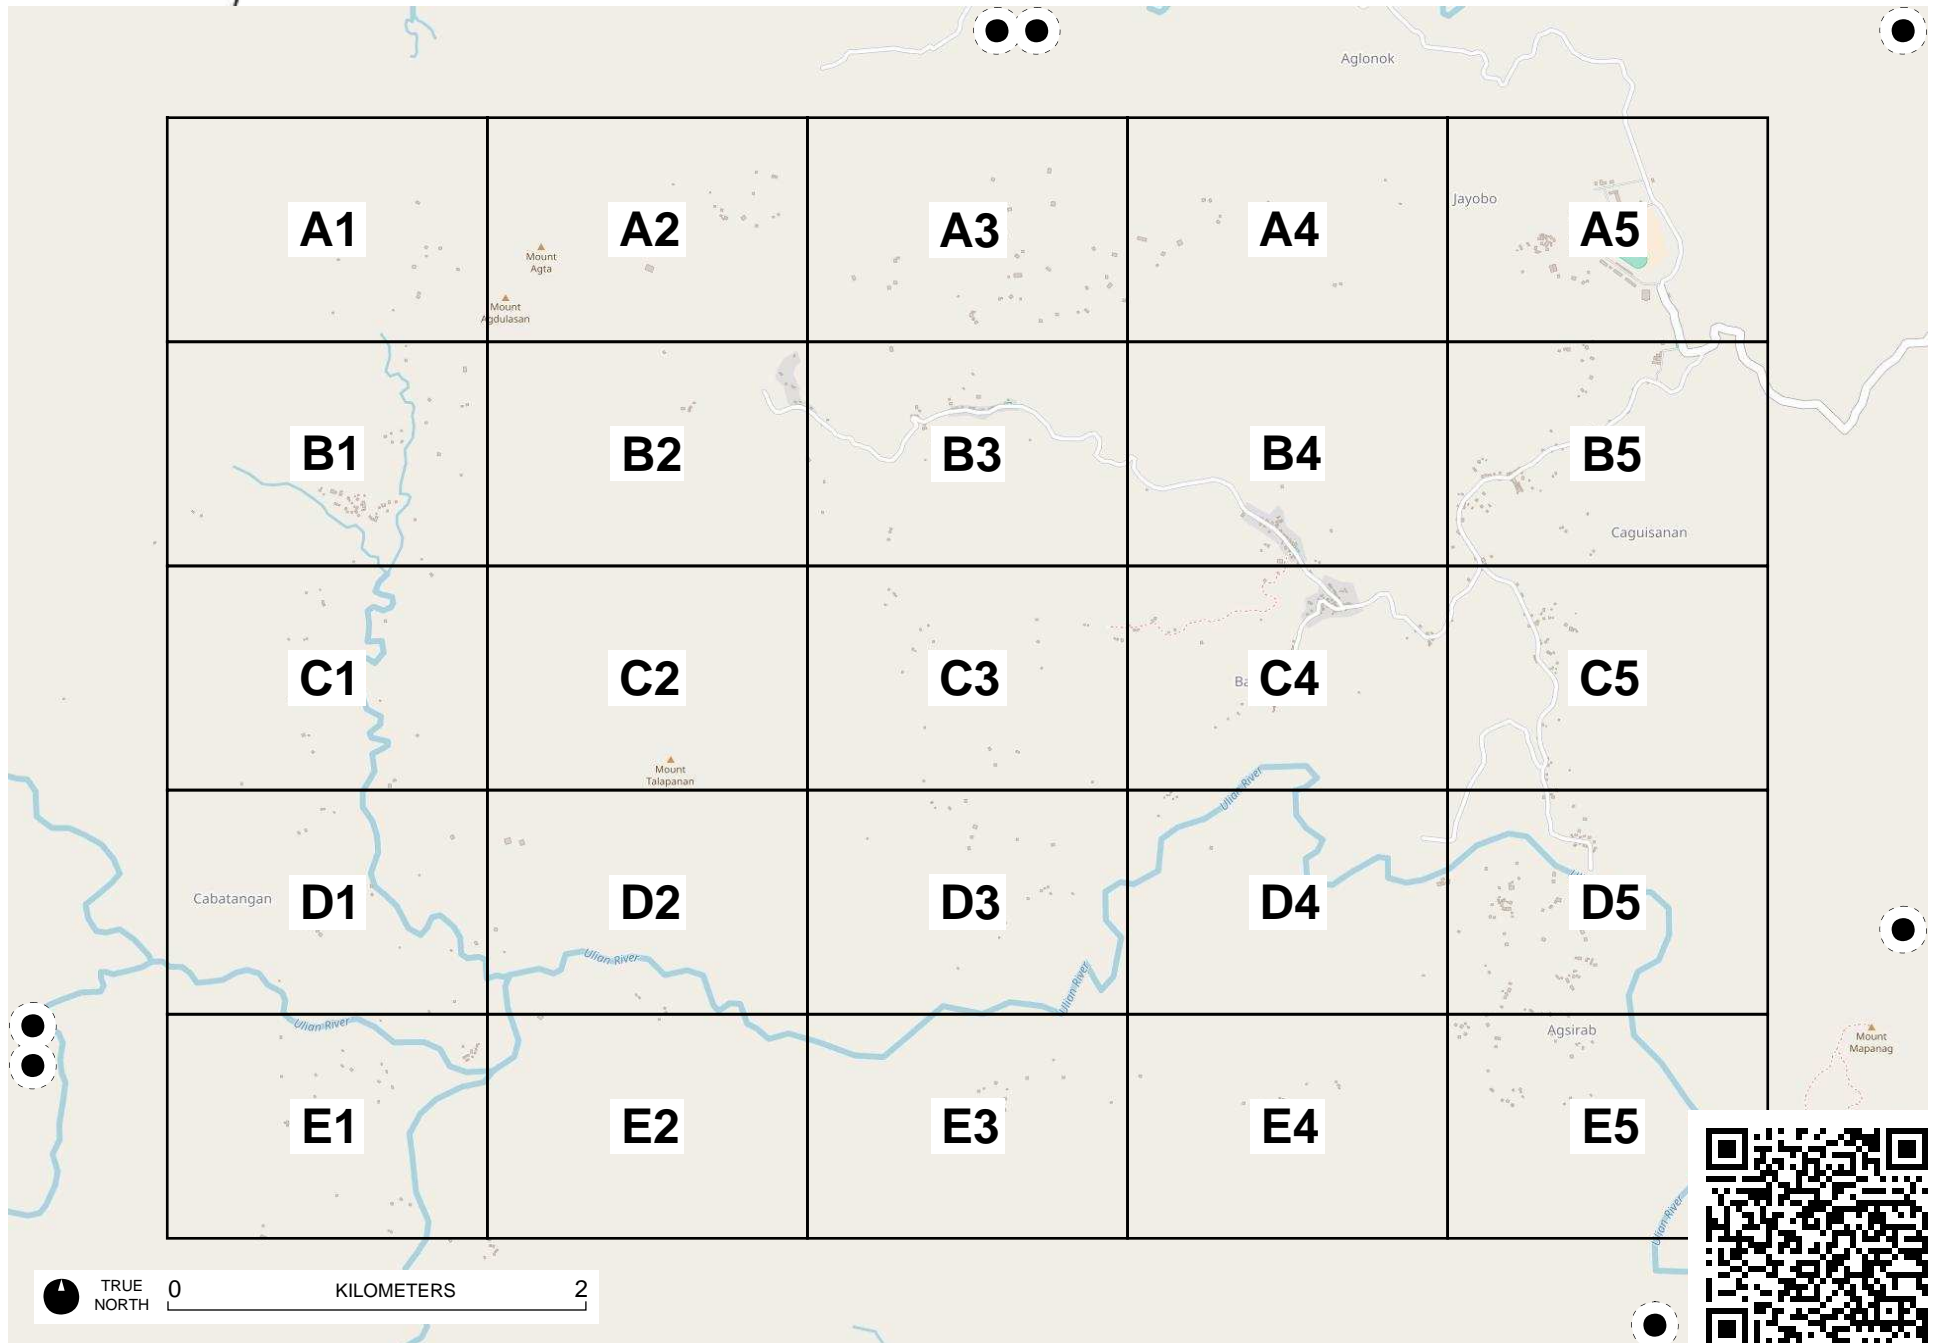 Aglonok
Jayobo
A1
A2
A3
A4
A5
Mount
Agta
Mount
Agdulasan
B1
B2
B3
B4
B5
Caguisanan
C1
C2
C3
Ba
C4
C5
Mount
Talapanan
Ulian River
Cabatangan
D1
D2
D3
D4
D5
Ulian River
Ulian River
Ulian River
Agsirab
Mount
Mapanag
E1
E2
E3
E4
E5
Ulian River
TRUE
NORTH
0
KILOMETERS
2